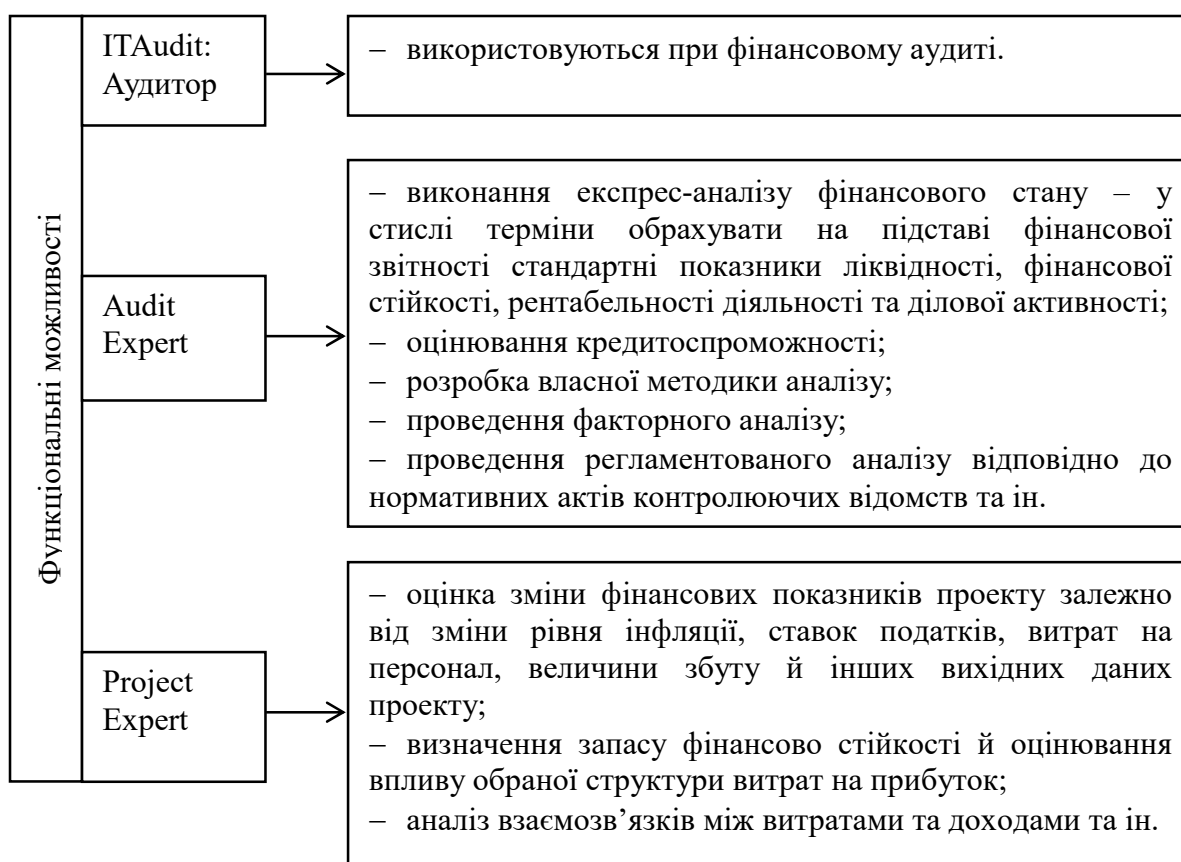 Функціональні можливості
ITAudit:
Аудитор
– використовуються при фінансовому аудиті.
Audit
Expert
– виконання експрес-аналізу фінансового стану – у
стислі терміни обрахувати на підставі фінансової
звітності стандартні показники ліквідності, фінансової
стійкості, рентабельності діяльності та ділової активності;
– оцінювання кредитоспроможності;
– розробка власної методики аналізу;
– проведення факторного аналізу;
– проведення регламентованого аналізу відповідно до
нормативних актів контролюючих відомств та ін.
Project
Expert
– оцінка зміни фінансових показників проекту залежно
від зміни рівня інфляції, ставок податків, витрат на
персонал, величини збуту й інших вихідних даних
проекту;
– визначення запасу фінансово стійкості й оцінювання
впливу обраної структури витрат на прибуток;
– аналіз взаємозв’язків між витратами та доходами та ін.